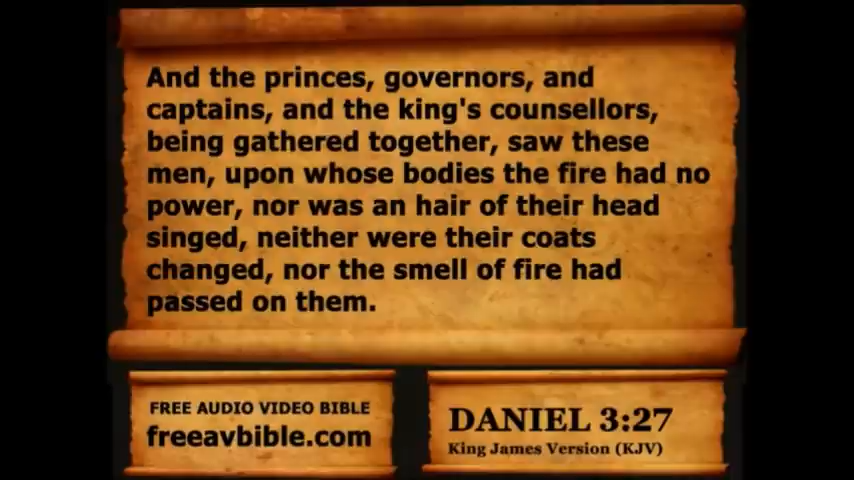 And the princes, governors, and
captains, and the king's counsellors,
being gathered together, saw these
men, upon whose bodies the fire had no
power, nor was an hair of their head
singed, neither were their coats
changed, nor the smell of fire had
passed on them.
FREE AUDIO VIDEO BIBLE
freeavbible.com
DANIEL 3:27
King James Version (KJV)